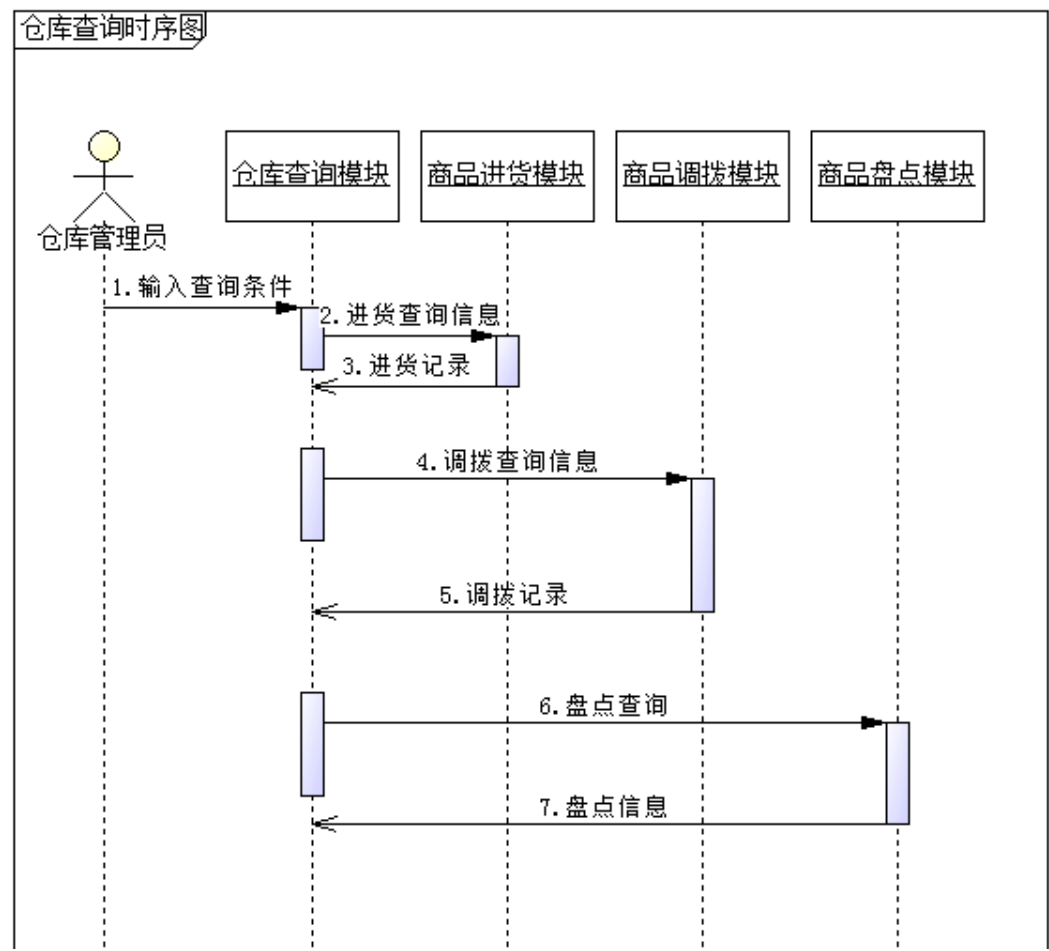 仓库查询时序图
仓库查询模块
商品进货模块
商品调拨模块
商品盘点模块
仓库管理员
1.输入查询条件
2.进货查询信息
3.进货记录
4.调拨查询信息
5.调拨记录
6.盘点查询
7.盘点信息